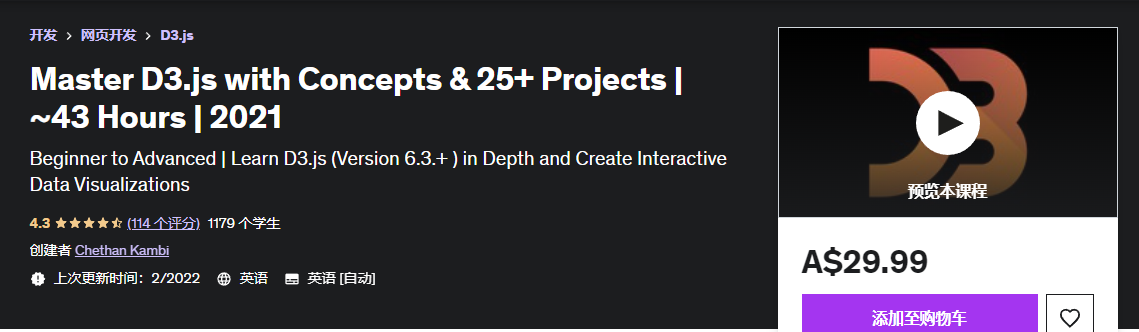 开发 > 网页开发 > D3.js
Master D3.js with Concepts & 25+ Projects |
~43 Hours | 2021
Beginner to Advanced | Learn D3.js (Version 6.3.+ ) in Depth and Create Interactive
Data Visualizations
4.3 (114 个评分) 1179 个学生
创建者 Chethan Kambi
上次更新时间：2/2022 英语 英语 [自动]
D3
预览本课程
A$29.99
添加至购物车